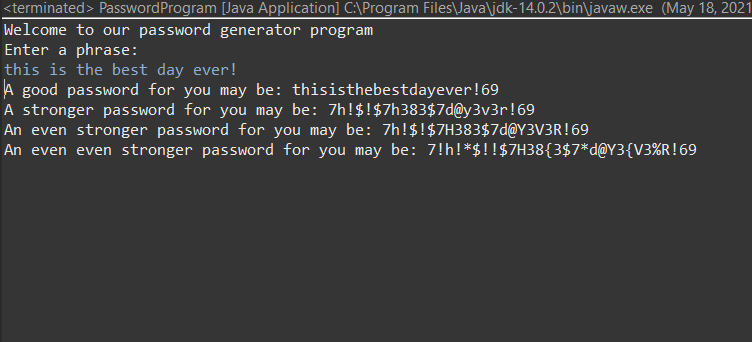 <terminated> PasswordProgram [Java Application] C:\Program Files\Java\jdk-14.0.2\bin\javaw.exe (May 18, 2021
Welcome to our password generator program
Enter a phrase:
this is the best day ever!
A good password for you may be: thisisthebestdayever!69
A stronger password for you may be: 7h!$!$7h383$7d@y3v3r!69
An even stronger password for you may be: 7h!$!$7H383$7d@Y3V3R!69
An even even stronger password for you may be: 7!h!*$!!$7H38{3$7*d@Y3{V3%R!69